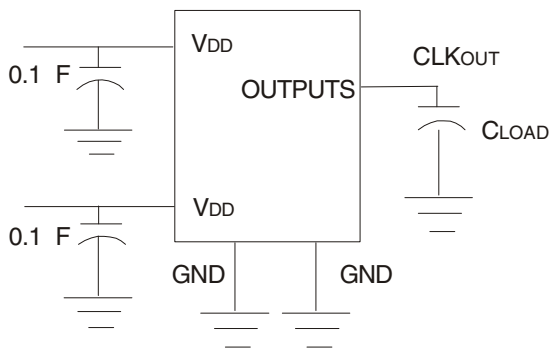 VDD
CLKOUT
0.1 F
OUTPUTS
CLOAD
VDD
0.1 F
GND
GND